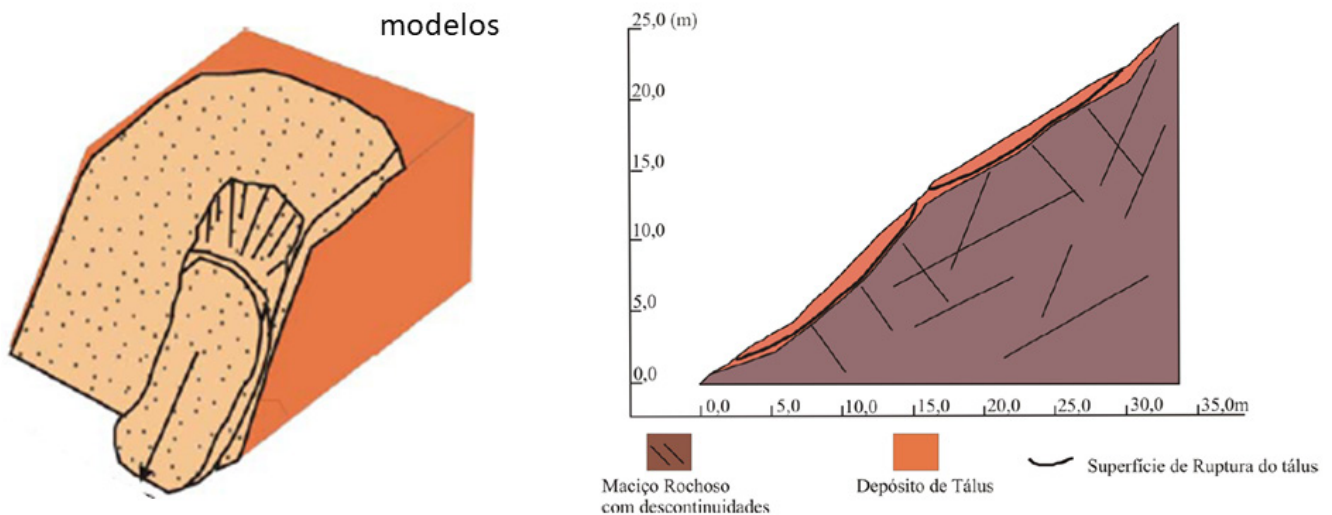 modelos
25,0 (m)
20,0
15,0
10,0
5,0
0,0
0,0 5,0 10,0 15,0 20,0 25,0 30,0 35,0m
Maciço Rochoso
com descontinuidades
Depósito de Tálus
Superfície de Ruptura do tálus